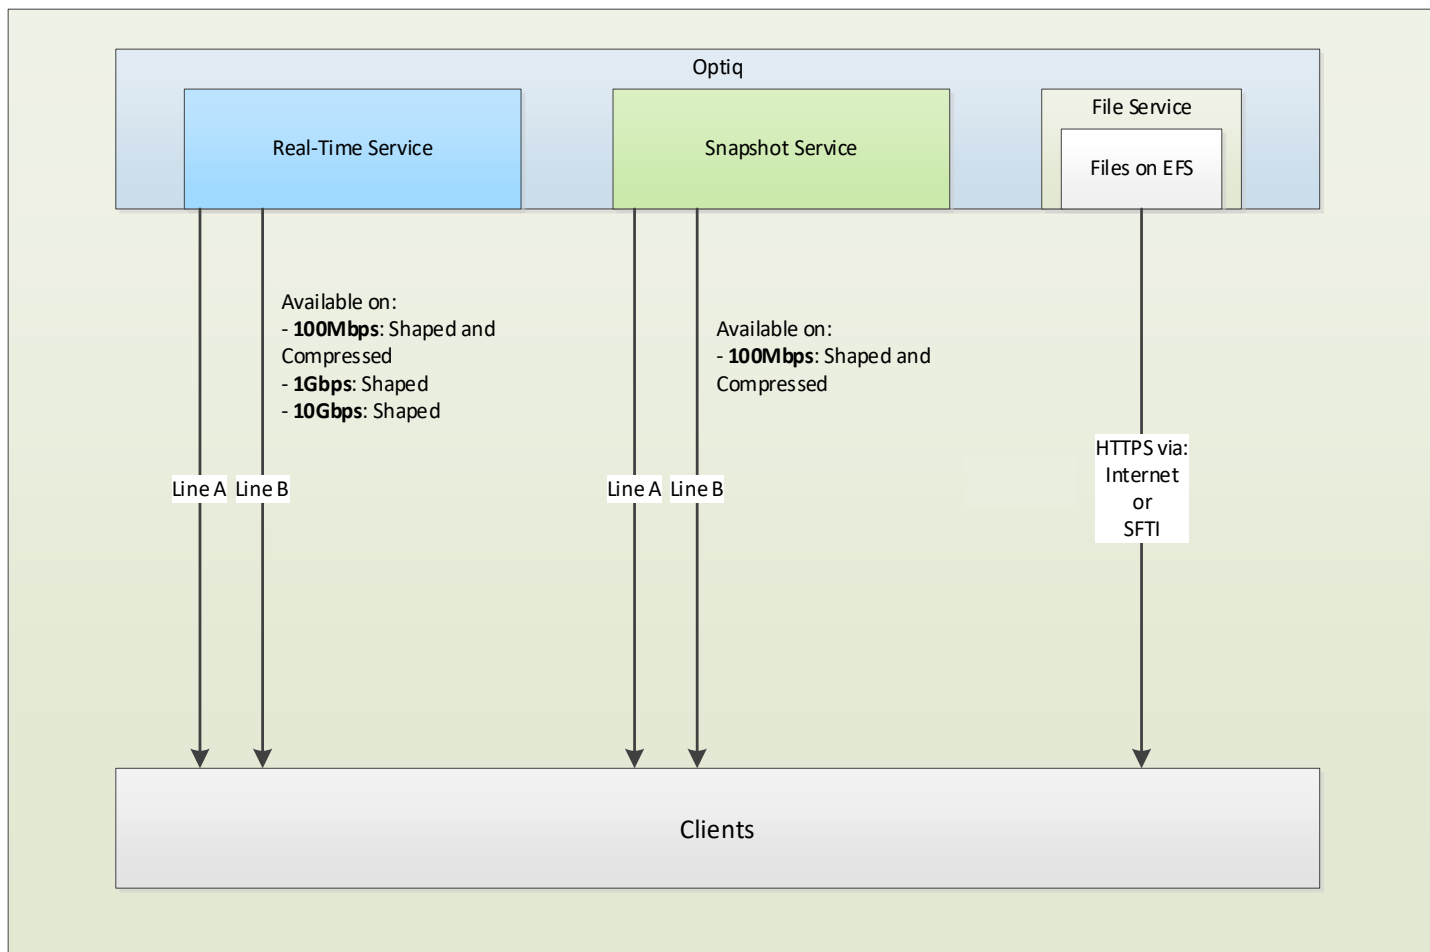 Optiq
Real-Time Service
Snapshot Service
File Service
Files on EFS
Available on:
- 100Mbps: Shaped and
Compressed
- 1Gbps: Shaped
- 10Gbps: Shaped
Available on:
- 100Mbps: Shaped and
Compressed
Line A
Line B
Line A
Line B
HTTPS via:
Internet
or
SFTI
Clients